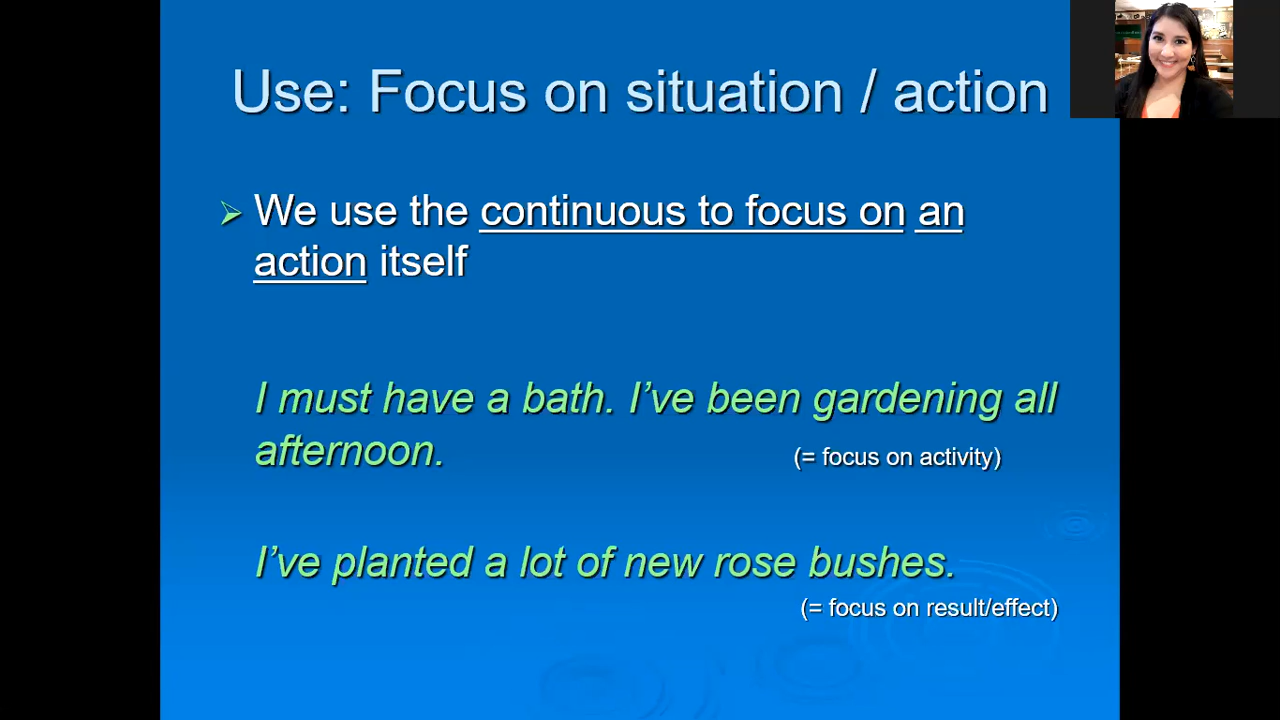 Use: Focus on situation / action
We use the continuous to focus on an
action itself
I must have a bath. I’ve been gardening all
afternoon.
(= focus on activity)
I’ve planted a lot of new rose bushes.
(= focus on result/effect)